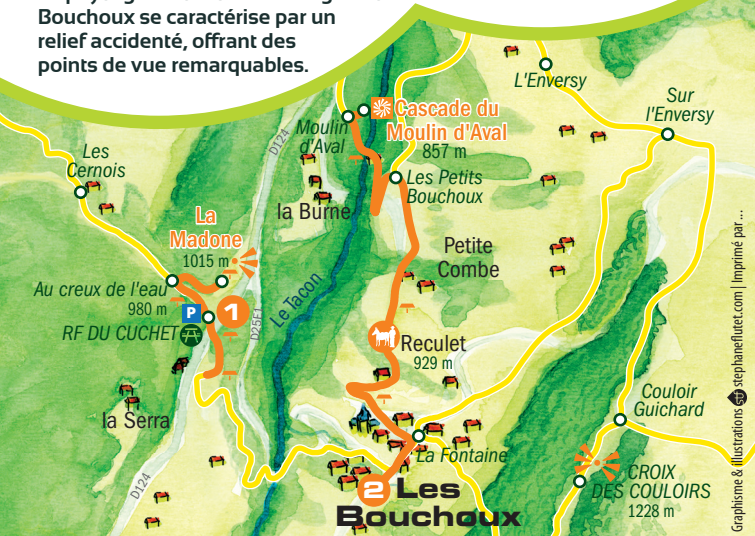 Bouchoux se caractérise par un
relief accidenté, offrant des
points de vue remarquables.
L'Enversy
Sur
l'Enversy
D124
Cascade du
Moulin d'Aval
857 m
Moulin
d'Aval
Les
Cernois
Les Petits
Bouchoux
la Burne
La
Madone
1015 m
Petite
Combe
Au creux de l'eau
980 m
P
1
Le Tacon
D25E1
RF DU CUCHET
Reculet
929 m
la Serra
Couloir
Guichard
La Fontaine
CROIX
DES COULOIRS
1228 m
D124
2 Les
Bouchoux
Graphisme & illustrations stephaneflutet.com | Imprimé par ...